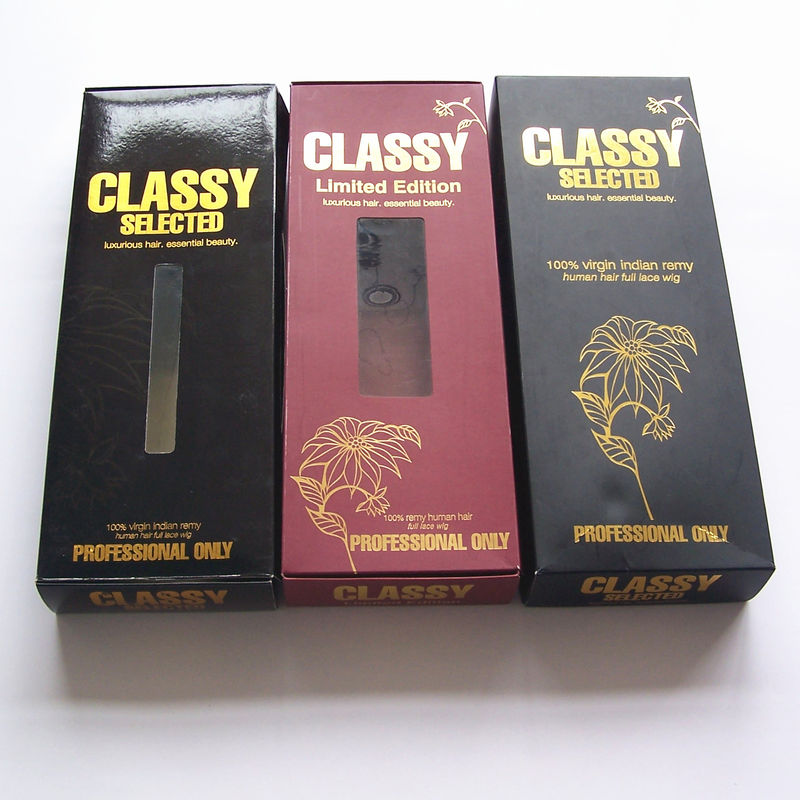 CLASSY
SELECTED
luxurious hair. essential beauty.
100% virgin indian remy
human hair full lace wig
PROFESSIONAL ONLY
CLASSY
SELECTED
CLASSY
Limited Edition
luxurious hair. essential beauty.
100% remy human hair
full lace wig
PROFESSIONAL ONLY
CLASSY
Limited Edition
CLASSY
SELECTED
luxurious hair. essential beauty.
100% virgin indian remy
human hair full lace wig
PROFESSIONAL ONLY
CLASSY
SELECTED